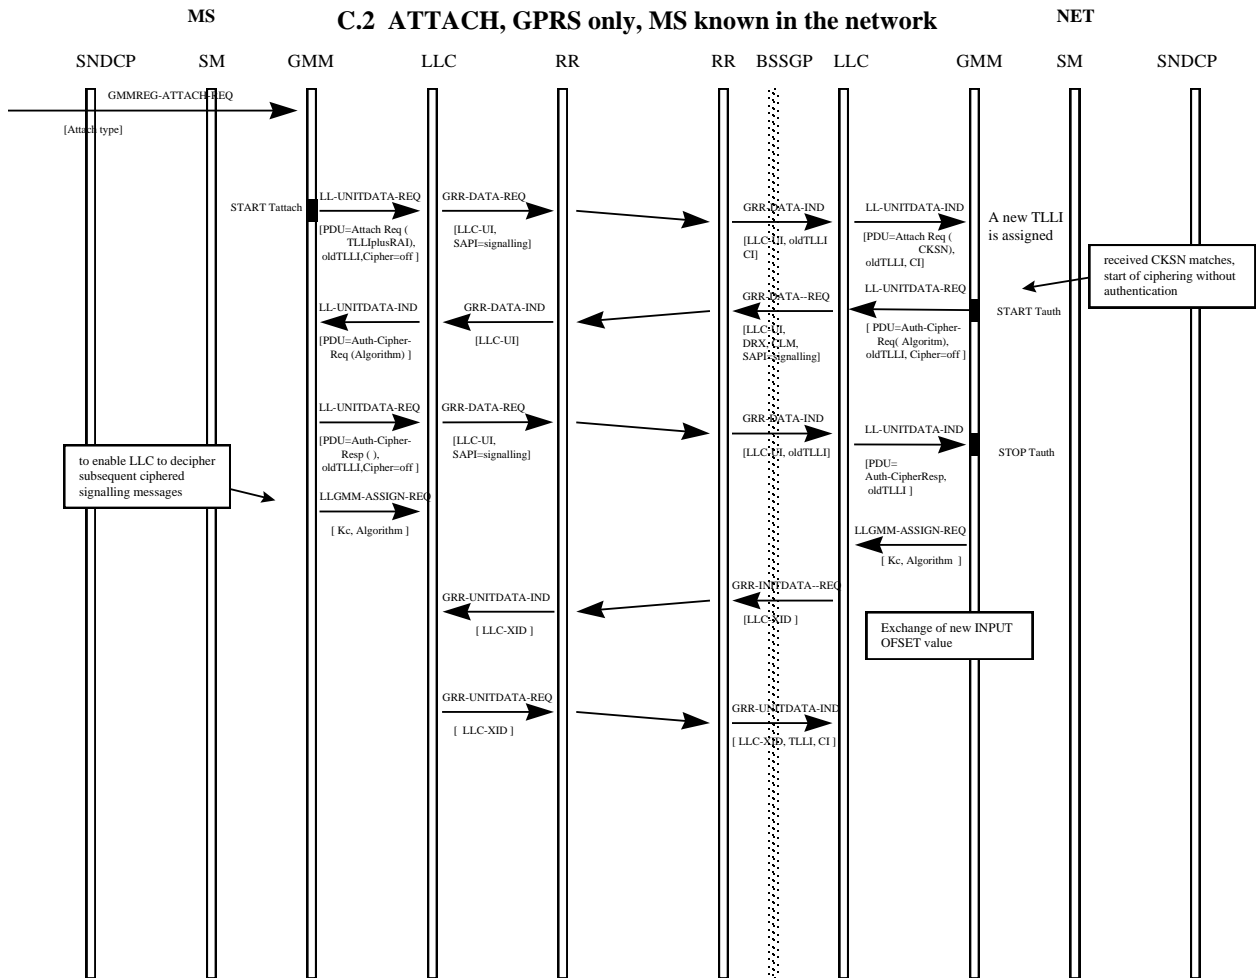 MS
C.2 ATTACH, GPRS only, MS known in the network
NET
SNDCP SM GMM LLC RR RR BSSGP LLC GMM SM SNDCP
GMMREG-ATTACH-REQ
[Attach type]
START Tattach
LL-UNITDATA-REQ
[PDU=Attach Req (
TLLIplusRAI),
oldTLLI,Cipher=off ]
GRR-DATA-REQ
[LLC-UI,
SAPI=signalling]
GRR-DATA-IND
[LLC-UI, oldTLLI
CI]
LL-UNITDATA-IND
[PDU=Attach Req (
CKSN),
oldTLLI, CI]
A new TLLI
is assigned
received CKSN matches,
start of ciphering without
authentication
LL-UNITDATA-REQ
START Tauth
[ PDU=Auth-Cipher-
Req( Algoritm),
oldTLLI, Cipher=off ]
GRR-DATA--REQ
[LLC-UI,
DRX, CLM,
SAPI=signalling]
GRR-DATA-IND
[LLC-UI]
LL-UNITDATA-IND
[PDU=Auth-Cipher-
Req (Algorithm) ]
LL-UNITDATA-REQ
[PDU=Auth-Cipher-
Resp ( ),
oldTLLI,Cipher=off ]
GRR-DATA-REQ
[LLC-UI,
SAPI=signalling]
GRR-DATA-IND
[LLC-UI, oldTLLI]
LL-UNITDATA-IND
[PDU=
Auth-CipherResp,
oldTLLI ]
STOP Tauth
to enable LLC to decipher
subsequent ciphered
signalling messages
LLGMM-ASSIGN-REQ
[ Kc, Algorithm ]
LLGMM-ASSIGN-REQ
[ Kc, Algorithm ]
GRR-INITDATA--REQ
[LLC-XID ]
GRR-UNITDATA-IND
[ LLC-XID ]
Exchange of new INPUT
OFSET value
GRR-UNITDATA-REQ
[ LLC-XID ]
GRR-UNITDATA-IND
[ LLC-XID, TLLI, CI ]